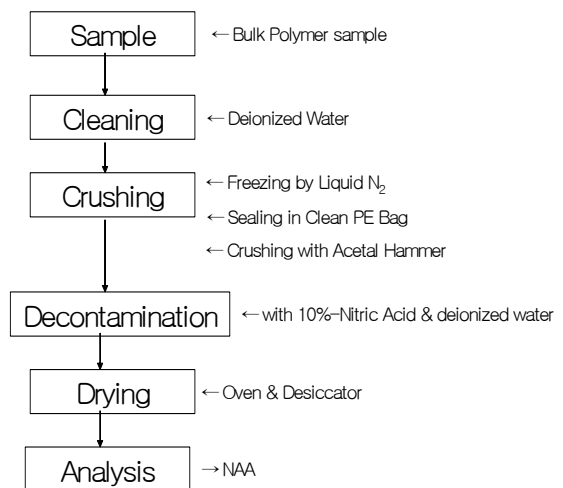 Sample
← Bulk Polymer sample
Cleaning
← Deionized Water
Crushing
← Freezing by Liquid N₂
← Sealing in Clean PE Bag
← Crushing with Acetal Hammer
Decontamination
← with 10%-Nitric Acid & deionized water
Drying
← Oven & Desiccator
Analysis
→ NAA